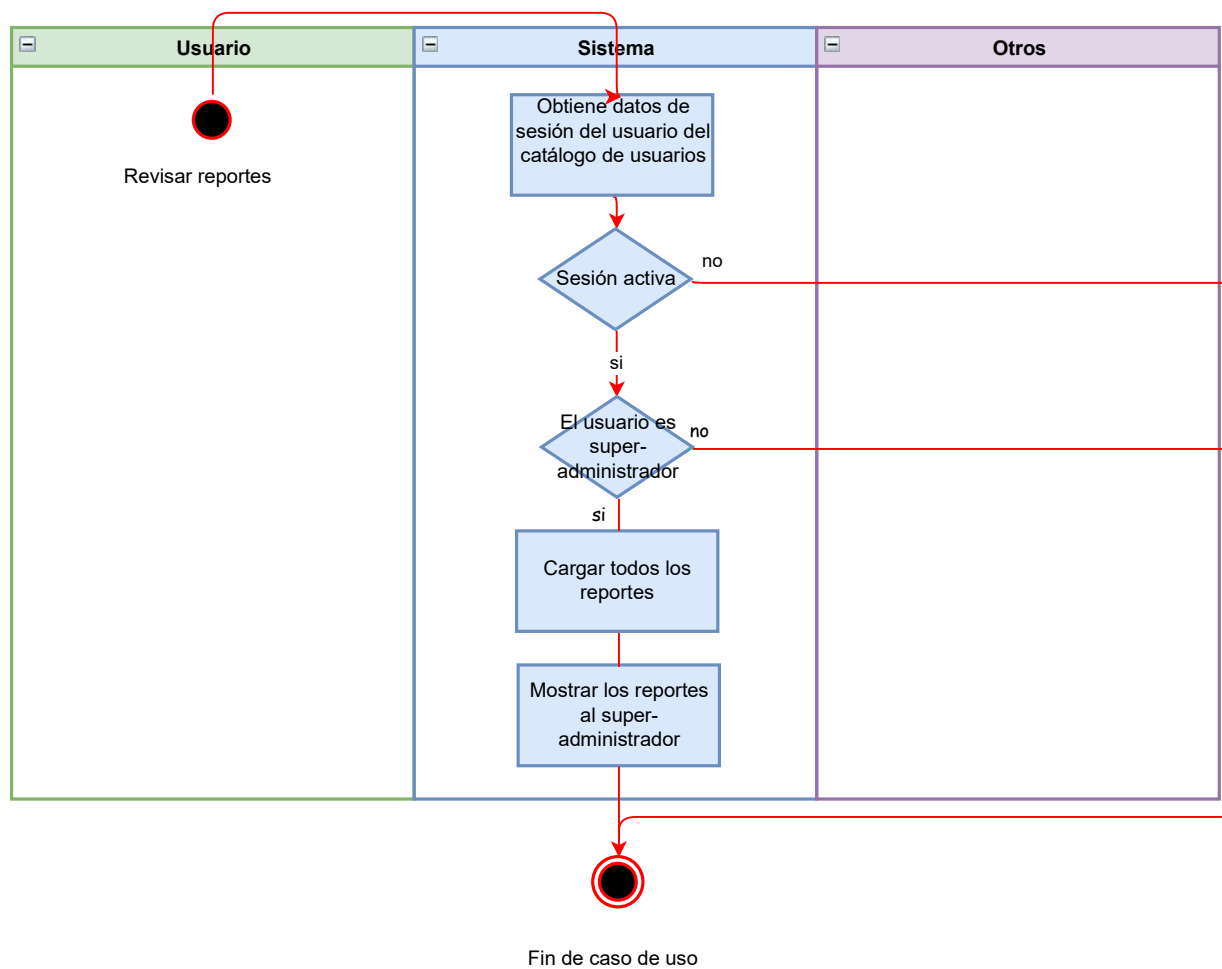 Usuario
Sistema
Otros
Revisar reportes
Obtiene datos de
sesión del usuario del
catálogo de usuarios
Sesión activa
no
si
El usuario es
super-
administrador
no
si
Cargar todos los
reportes
Mostrar los reportes
al super-
administrador
Fin de caso de uso